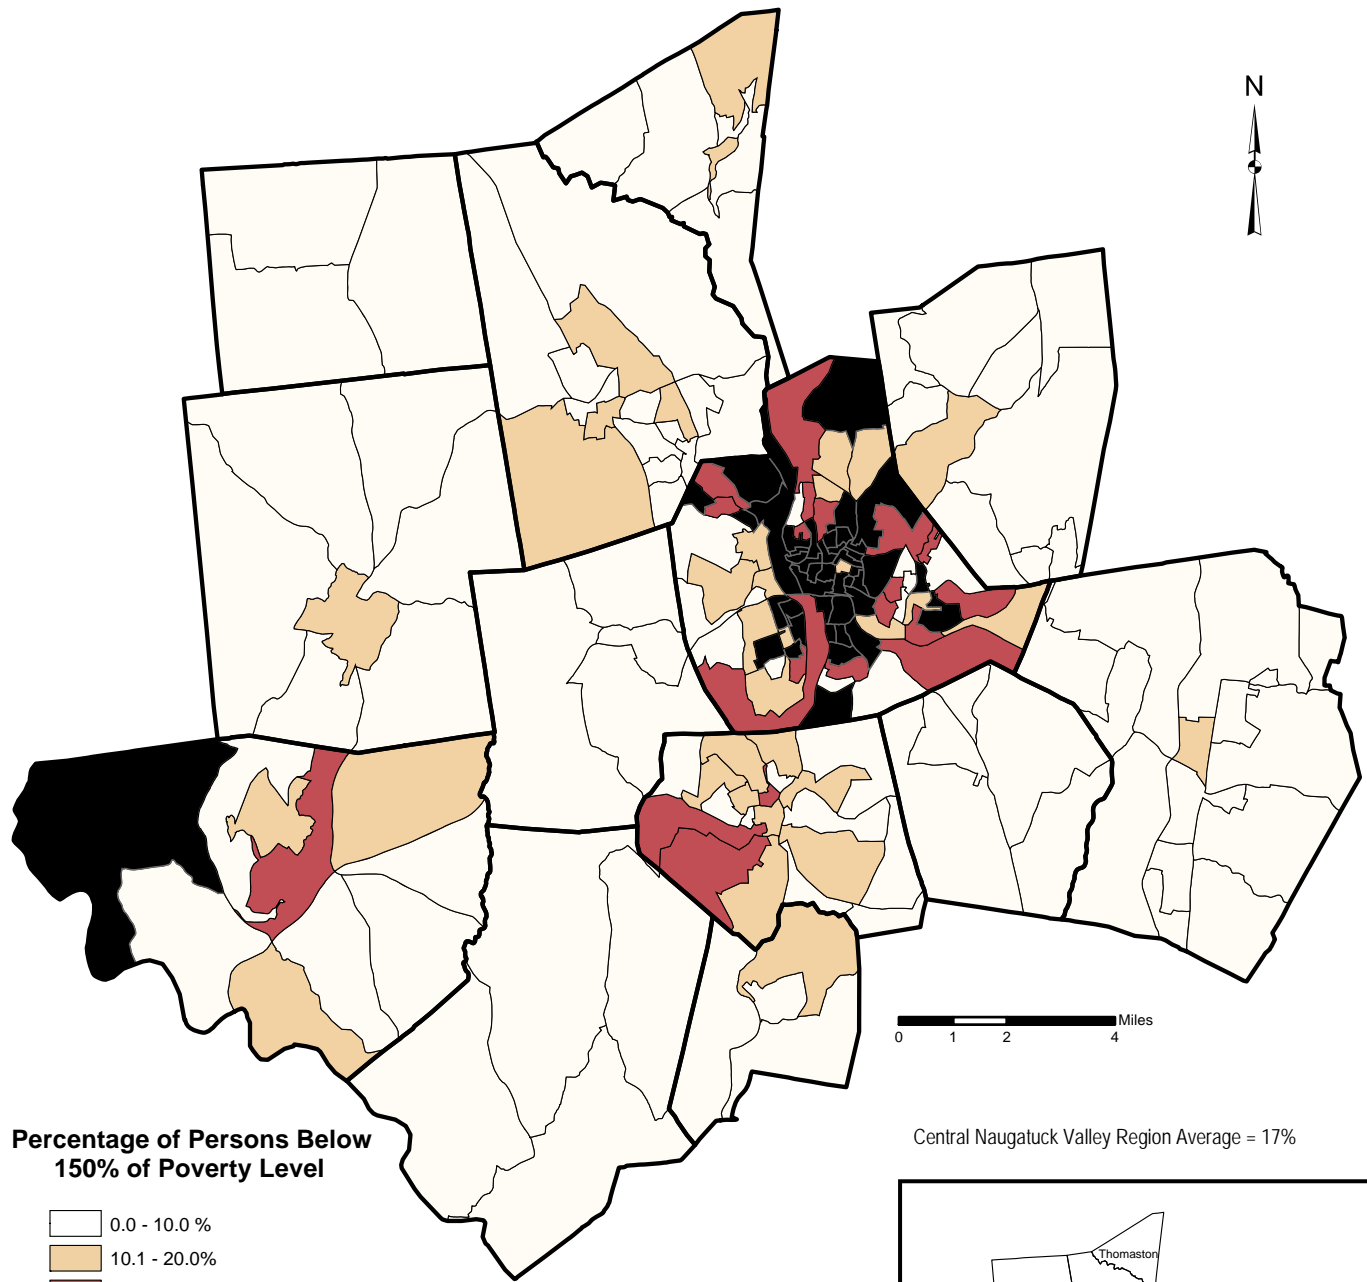 N
Miles
0 1 2 4
Percentage of Persons Below
150% of Poverty Level
0.0 - 10.0 %
10.1 - 20.0%
Central Naugatuck Valley Region Average = 17%
Thomaston